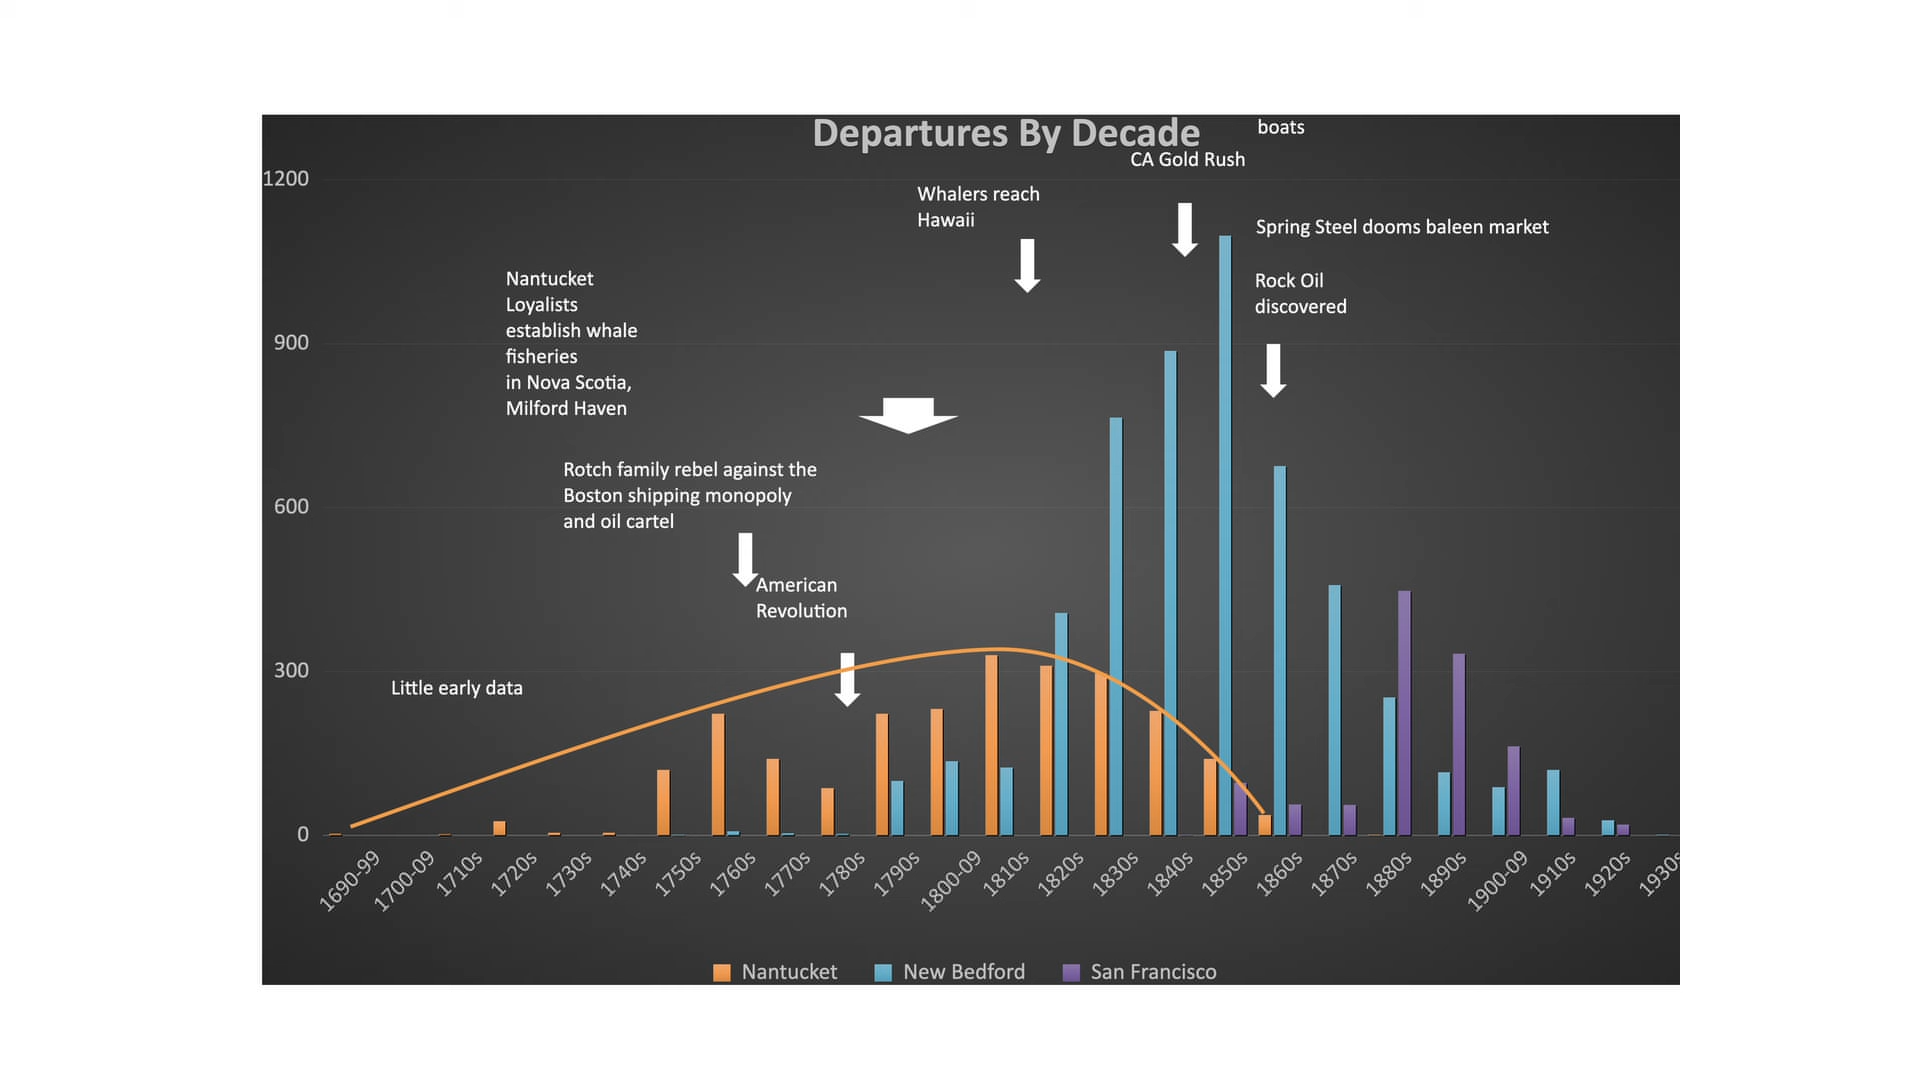 Departures By Decade
boats
CA Gold Rush
1200
Whalers reach
Hawaii
Spring Steel dooms baleen market
Nantucket
Loyalists
establish whale
fisheries
in Nova Scotia,
Milford Haven
Rock Oil
discovered
900
Rotch family rebel against the
Boston shipping monopoly
and oil cartel
600
American
Revolution
300
Little early data
0
1690-99
1700-09
1710s
1720s
1730s
1740s
1750s
1760s
1770s
1780s
1790s
1800-09
1810s
1820s
1830s
1840s
1850s
1860s
1870s
1880s
1890s
1900-09
1910s
1920s
1930s
Nantucket
New Bedford
San Francisco